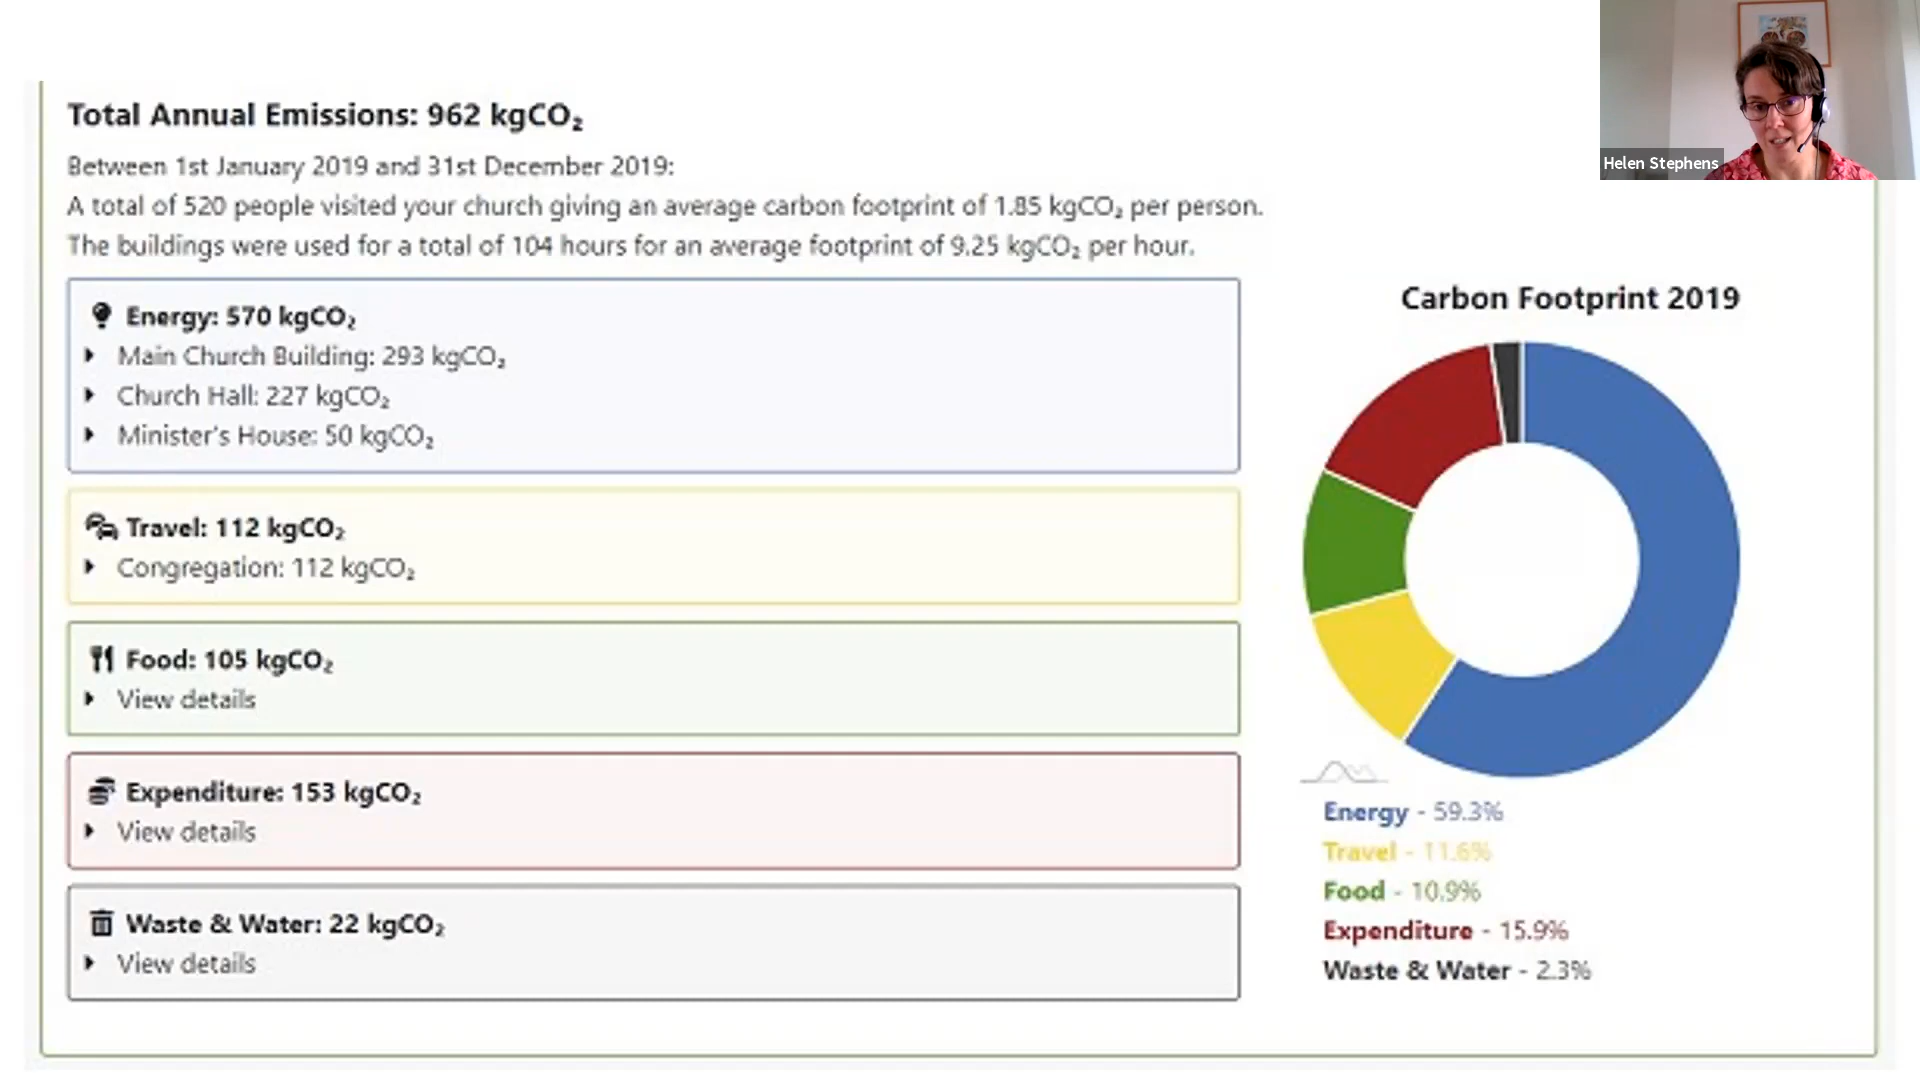 Helen Stephens
Total Annual Emissions: 962 kgCO₂
Between 1st January 2019 and 31st December 2019:
A total of 520 people visited your church giving an average carbon footprint of 1.85 kgCO₂ per person.
The buildings were used for a total of 104 hours for an average footprint of 9.25 kgCO₂ per hour.
Energy: 570 kgCO₂
Main Church Building: 293 kgCO₂
Church Hall: 227 kgCO₂
Minister's House: 50 kgCO₂
Travel: 112 kgCO₂
Congregation: 112 kgCO₂
Food: 105 kgCO₂
View details
Expenditure: 153 kgCO₂
View details
Waste & Water: 22 kgCO₂
View details
Carbon Footprint 2019
Energy - 59.3%
Travel - 11.6%
Food - 10.9%
Expenditure - 15.9%
Waste & Water - 2.3%